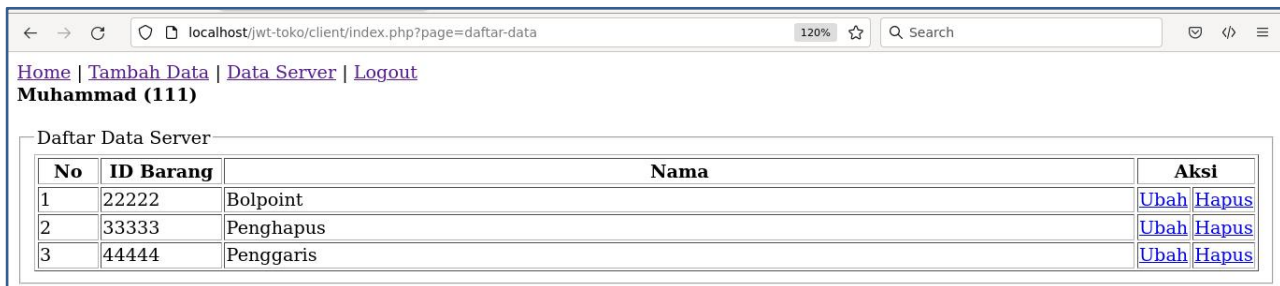 localhost/jwt-toko/client/index.php?page=daftar-data 120% Search
Home | Tambah Data | Data Server | Logout
Muhammad (111)
Daftar Data Server
No ID Barang Nama Aksi
1 22222 Bolpoint Ubah Hapus
2 33333 Penghapus Ubah Hapus
3 44444 Penggaris Ubah Hapus